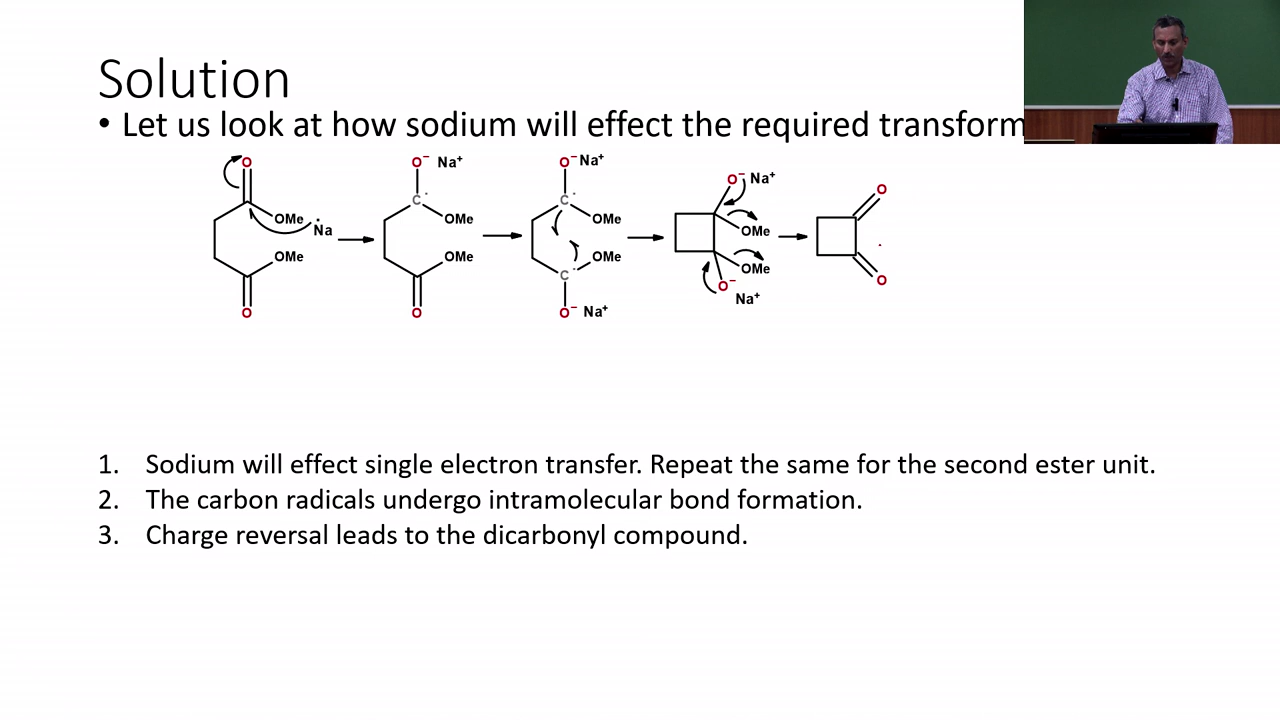 Solution
• Let us look at how sodium will effect the required transform
O O⁻ Na⁺ O⁻ Na⁺ O⁻ Na⁺ O
C· C·
OMe OMe OMe OMe
Na
OMe OMe OMe OMe
C·
O O O⁻ Na⁺ O⁻ Na⁺ O
1. Sodium will effect single electron transfer. Repeat the same for the second ester unit.
2. The carbon radicals undergo intramolecular bond formation.
3. Charge reversal leads to the dicarbonyl compound.